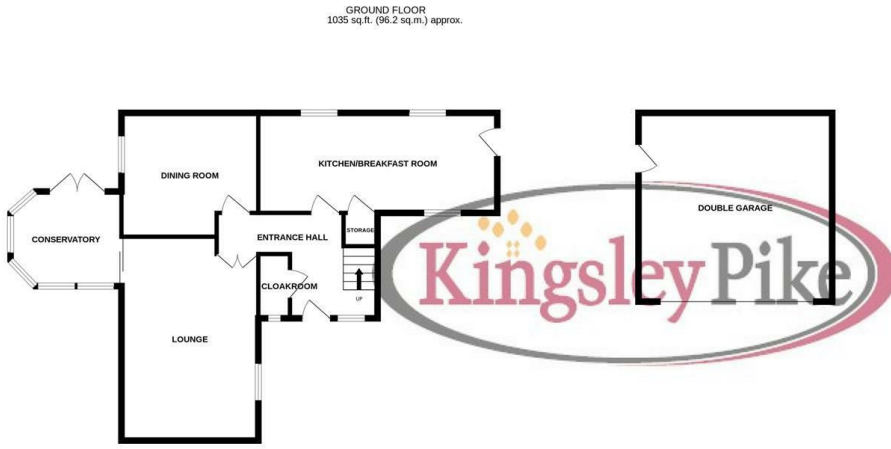 GROUND FLOOR
1035 sq.ft. (96.2 sq.m.) approx.
DINING ROOM
KITCHEN/BREAKFAST ROOM
DOUBLE GARAGE
STORAGE
ENTRANCE HALL
CONSERVATORY
Kingsley Pike
CLOAKROOM
UP
LOUNGE